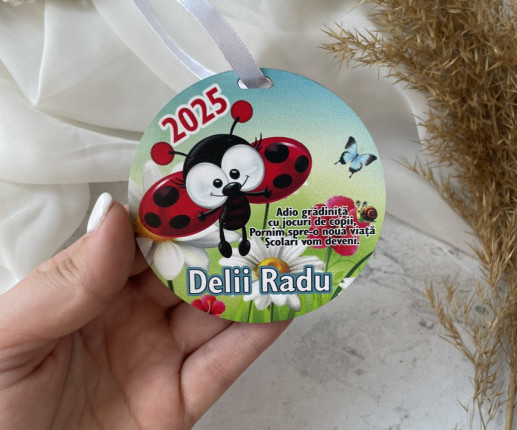 2025
Adio grădiniță,
cu jocuri de copii,
Pornim spre-o nouă viață
Școlari vom deveni.
Delii Radu